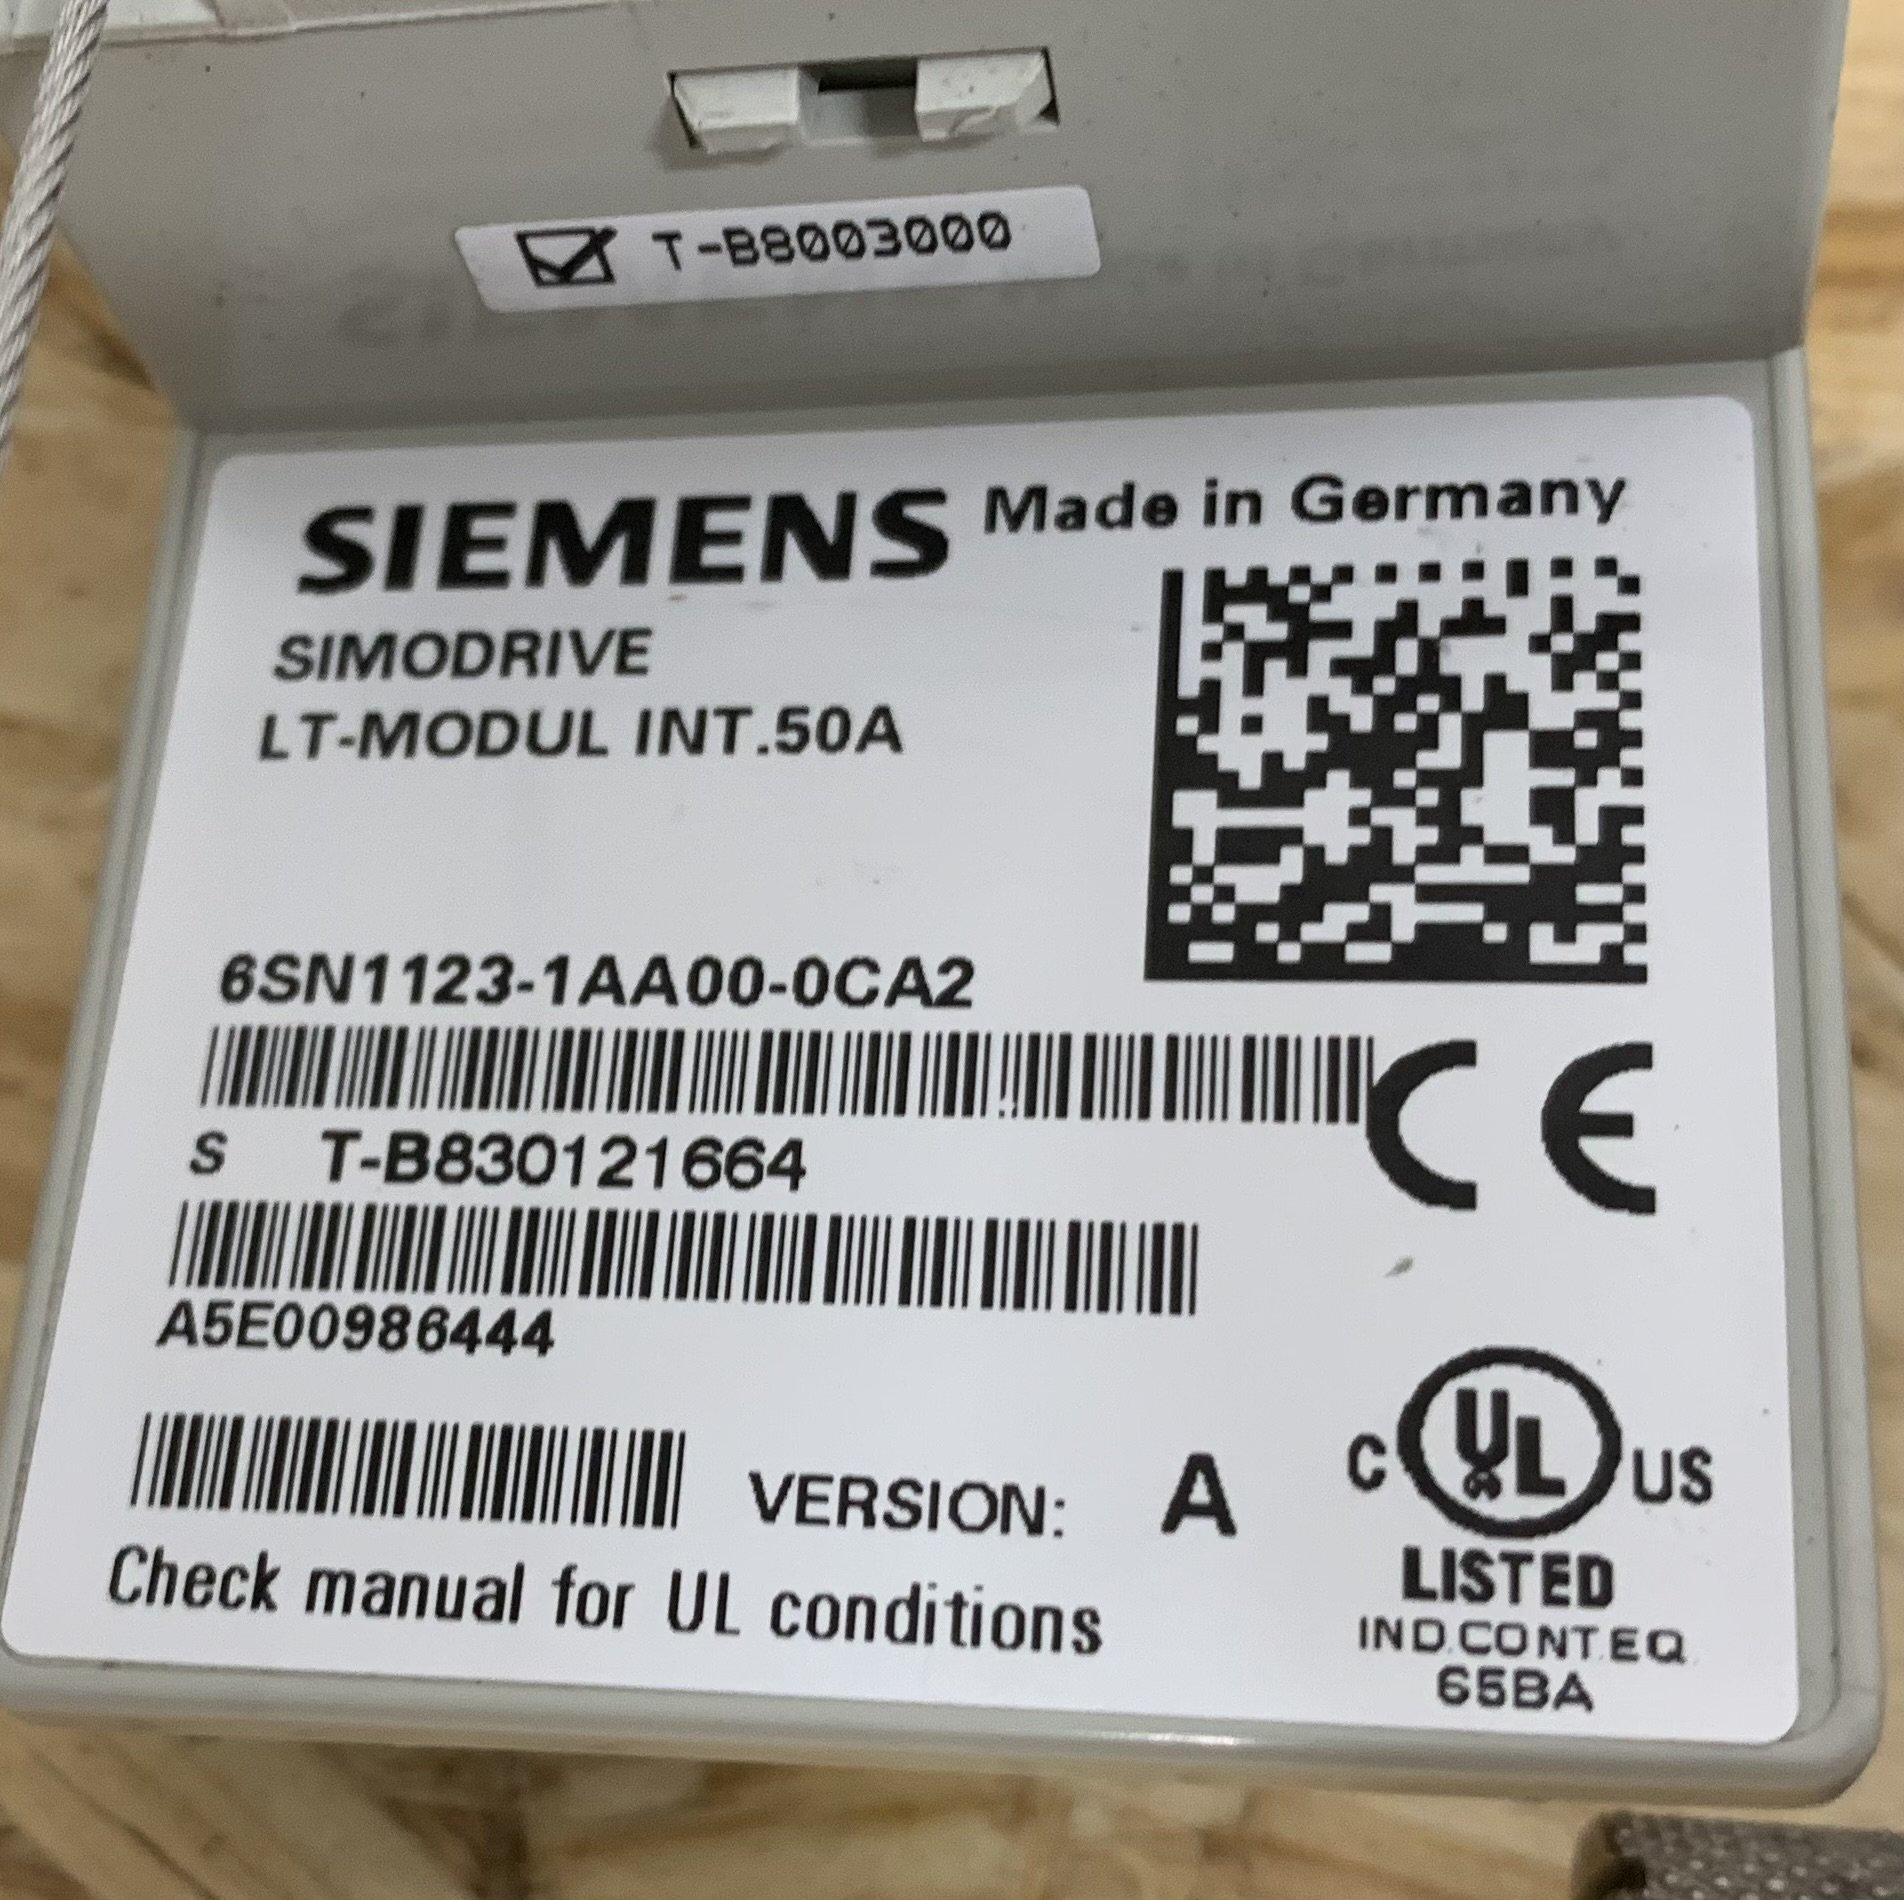 T-B8003000
SIEMENS Made in Germany
SIMODRIVE
LT-MODUL INT.50A
6SN1123-1AA00-0CA2
S T-B830121664
A5E00986444
VERSION: A
Check manual for UL conditions
CE
C UL US
LISTED
IND.CONT.EQ
65BA